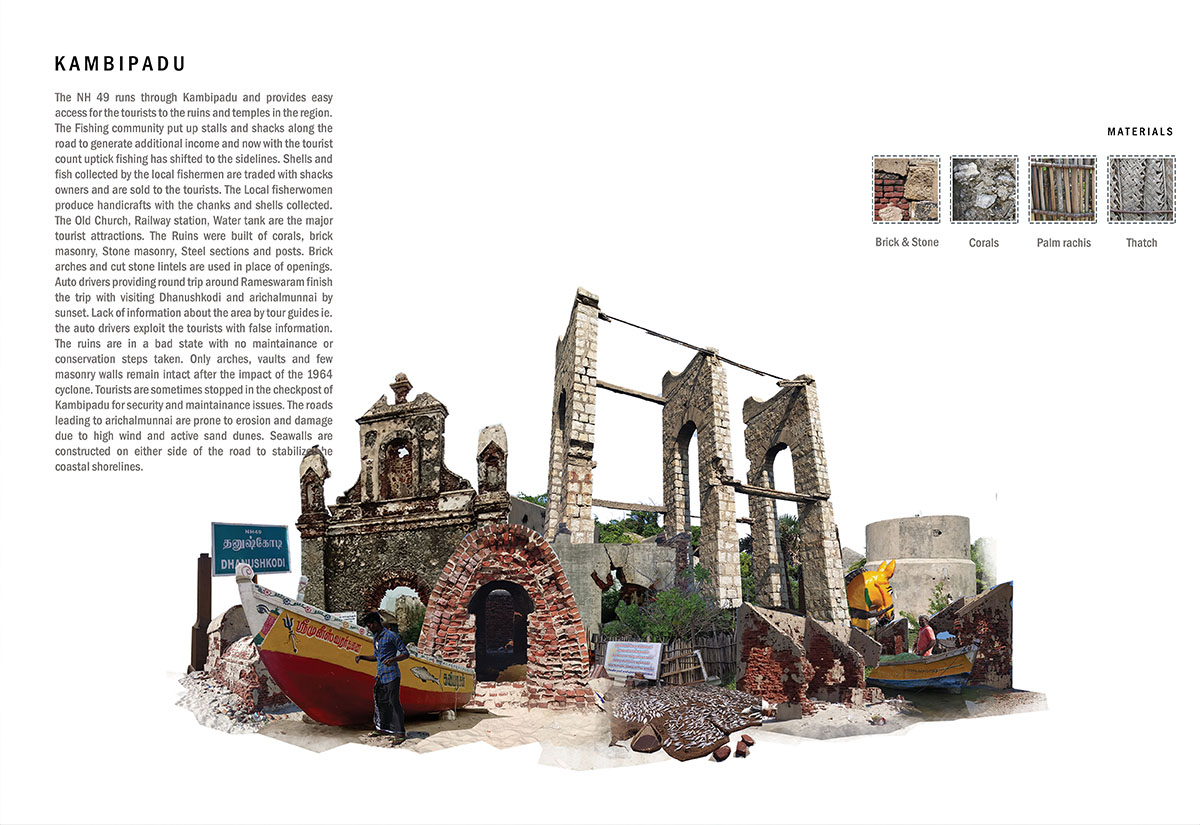 KAMBIPADU
The NH 49 runs through Kambipadu and provides easy
access for the tourists to the ruins and temples in the region.
The Fishing community put up stalls and shacks along the
road to generate additional income and now with the tourist
count uptick fishing has shifted to the sidelines. Shells and
fish collected by the local fishermen are traded with shacks
owners and are sold to the tourists. The Local fisherwomen
produce handicrafts with the chanks and shells collected.
The Old Church, Railway station, Water tank are the major
tourist attractions. The Ruins were built of corals, brick
masonry, Stone masonry, Steel sections and posts. Brick
arches and cut stone lintels are used in place of openings.
Auto drivers providing round trip around Rameswaram finish
the trip with visiting Dhanushkodi and arichalmunnai by
sunset. Lack of information about the area by tour guides ie.
the auto drivers exploit the tourists with false information.
The ruins are in a bad state with no maintainance or
conservation steps taken. Only arches, vaults and few
masonry walls remain intact after the impact of the 1964
cyclone. Tourists are sometimes stopped in the checkpost of
Kambipadu for security and maintainance issues. The roads
leading to arichalmunnai are prone to erosion and damage
due to high wind and active sand dunes. Seawalls are
constructed on either side of the road to stabilize the
coastal shorelines.
MATERIALS
Brick & Stone
Corals
Palm rachis
Thatch
NH49
தனுஷ்கோடி
DHANUSHKODI